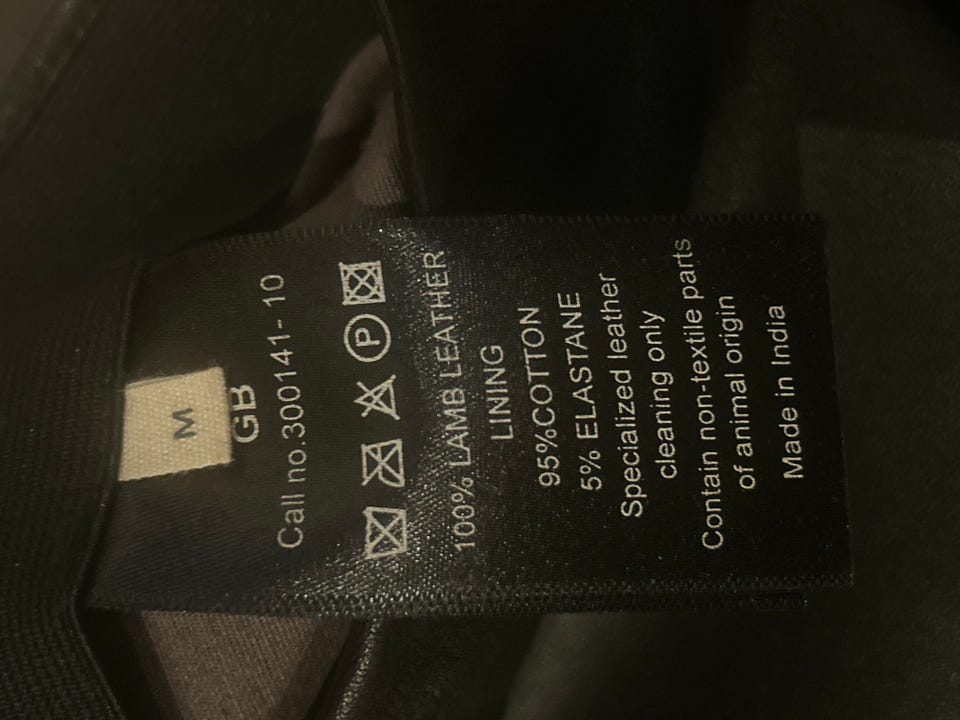 M
GB
Call no.300141- 10
P
100% LAMB LEATHER
LINING
95%COTTON
5% ELASTANE
Specialized leather
cleaning only
Contain non-textile parts
of animal origin
Made in India